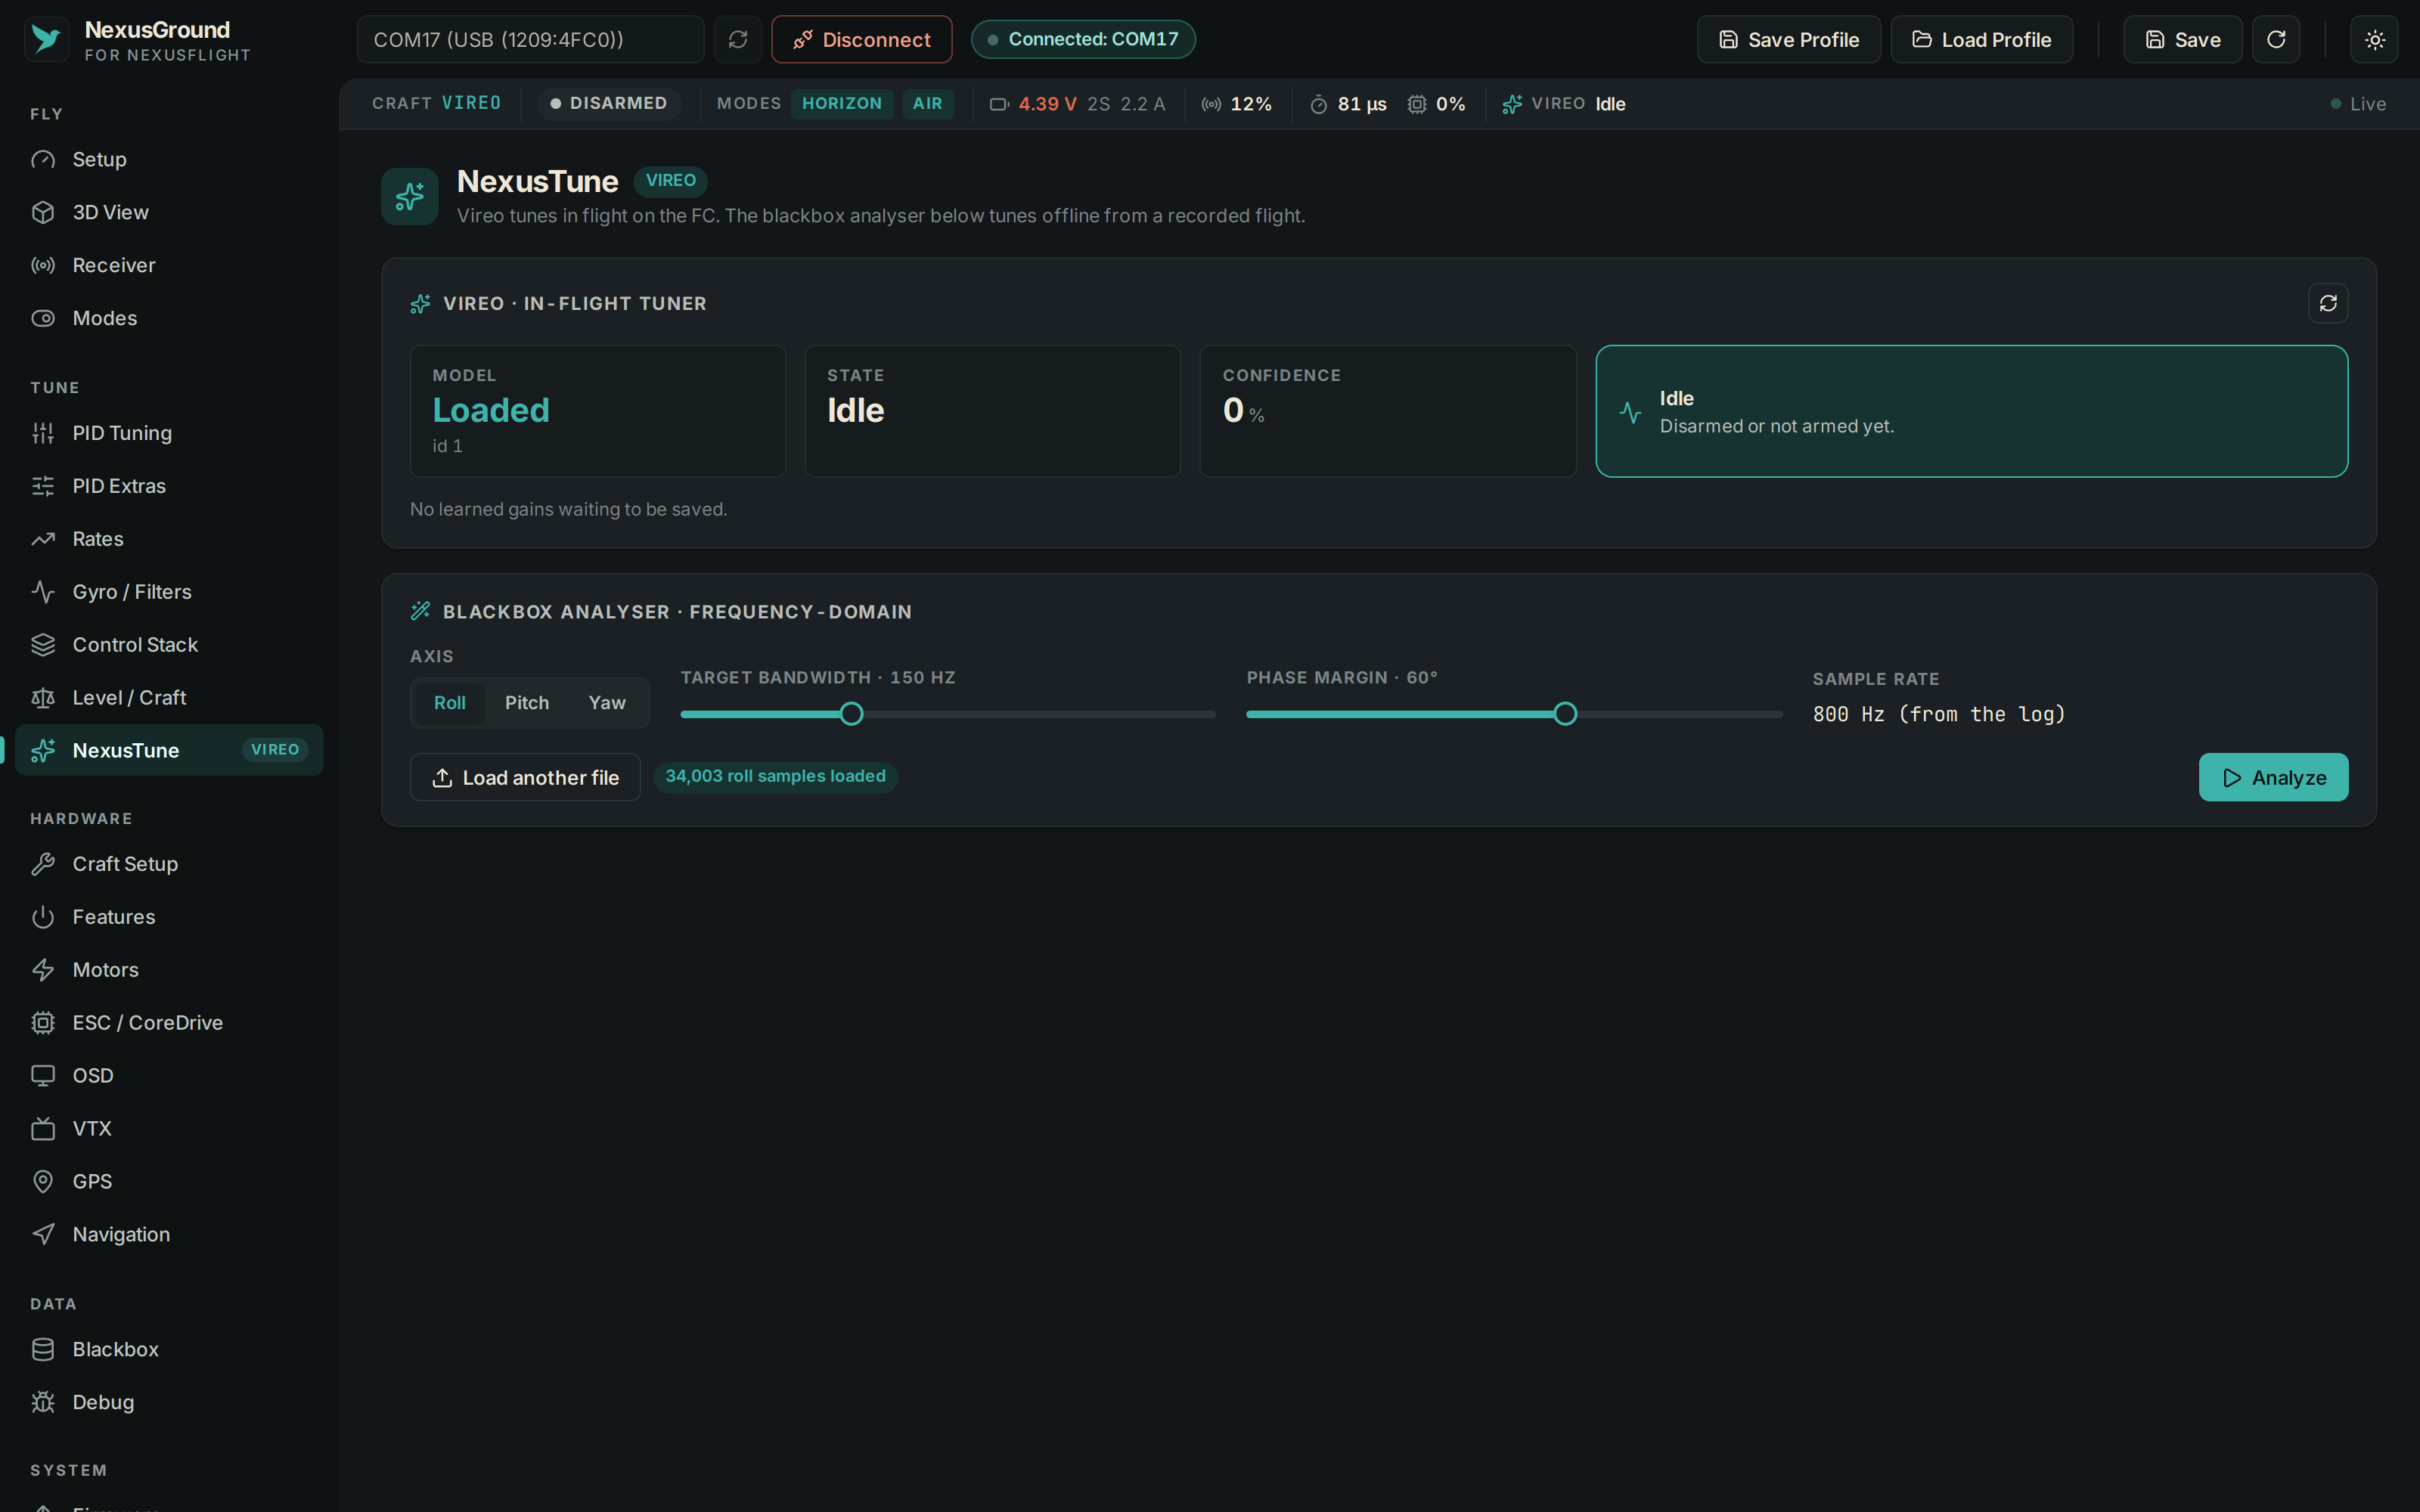 NexusGround
FOR NEXUSFLIGHT
COM17 (USB (1209:4FC0))
Disconnect
Connected: COM17
Save Profile
Load Profile
Save
CRAFT VIREO
DISARMED
MODES HORIZON AIR
4.39 V 2S 2.2 A
12%
81 µs
0%
VIREO Idle
Live
FLY
Setup
3D View
Receiver
Modes
TUNE
PID Tuning
PID Extras
Rates
Gyro / Filters
Control Stack
Level / Craft
NexusTune VIREO
HARDWARE
Craft Setup
Features
Motors
ESC / CoreDrive
OSD
VTX
GPS
Navigation
DATA
Blackbox
Debug
SYSTEM
NexusTune VIREO
Vireo tunes in flight on the FC. The blackbox analyser below tunes offline from a recorded flight.
VIREO · IN-FLIGHT TUNER
MODEL
Loaded
id 1
STATE
Idle
CONFIDENCE
0 %
Idle
Disarmed or not armed yet.
No learned gains waiting to be saved.
BLACKBOX ANALYSER · FREQUENCY-DOMAIN
AXIS
Roll Pitch Yaw
TARGET BANDWIDTH · 150 HZ
PHASE MARGIN · 60°
SAMPLE RATE
800 Hz (from the log)
Load another file
34,003 roll samples loaded
Analyze